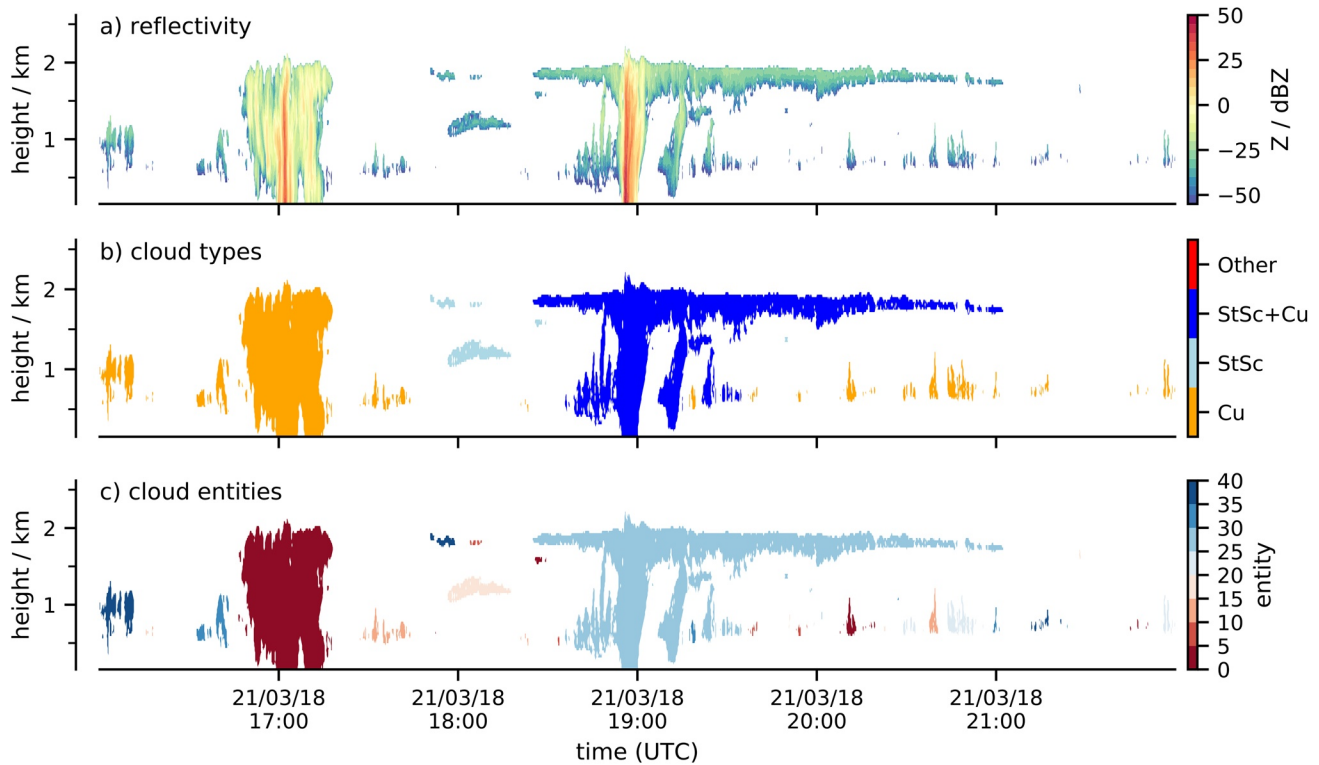 a) reflectivity
height / km
2
1
50
25
0
−25
−50
Z / dBZ
b) cloud types
height / km
2
1
Other
StSc+Cu
StSc
Cu
c) cloud entities
height / km
2
1
40
35
30
25
20
15
10
5
0
entity
21/03/18
17:00
21/03/18
18:00
21/03/18
19:00
21/03/18
20:00
21/03/18
21:00
time (UTC)